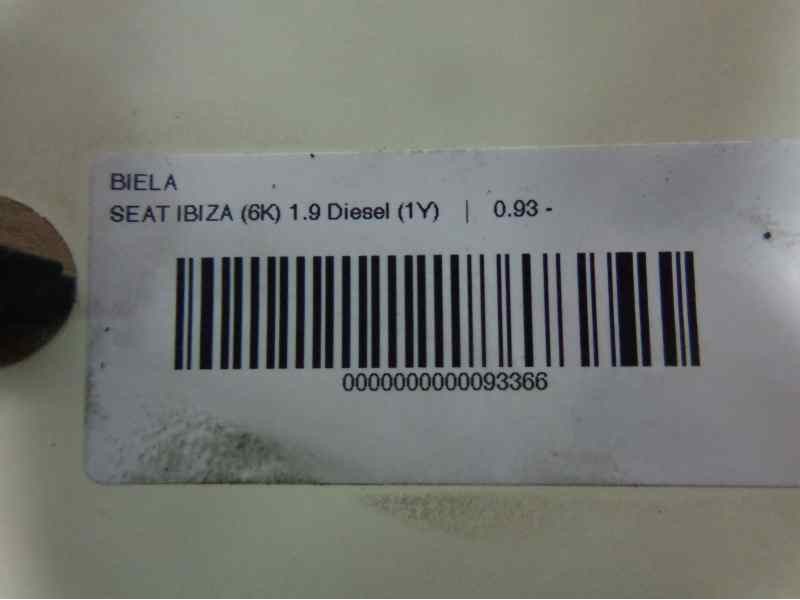 BIELA
SEAT IBIZA (6K) 1.9 Diesel (1Y) | 0.93 -
0000000000093366